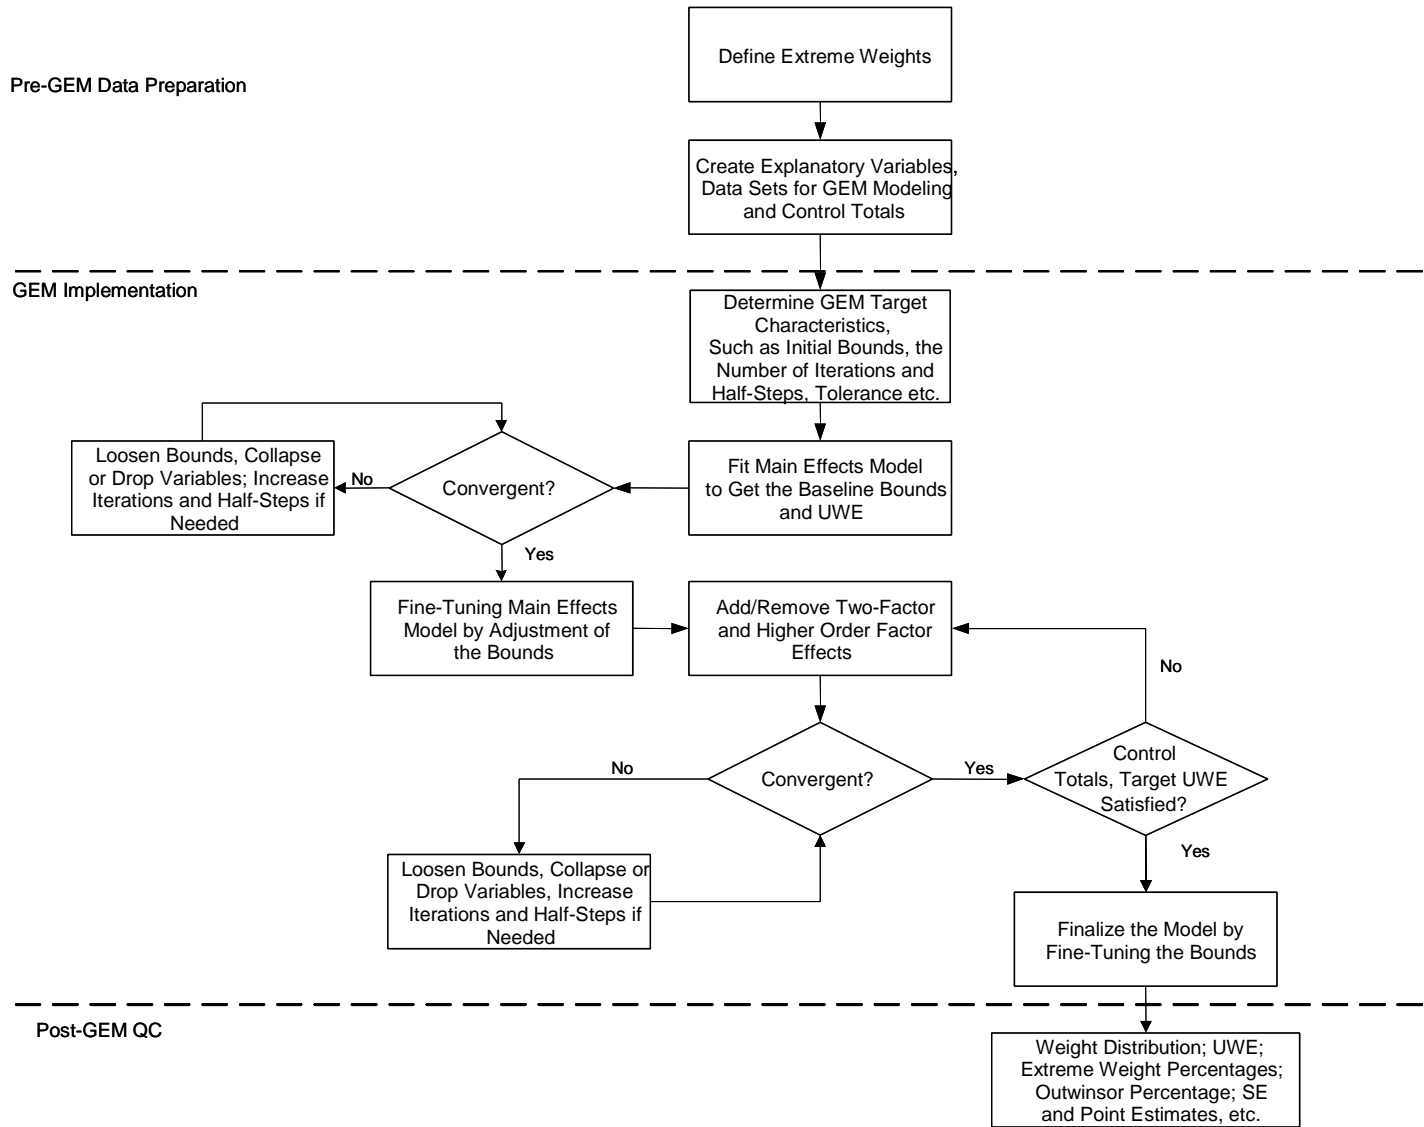 Define Extreme Weights
Pre-GEM Data Preparation
Create Explanatory Variables,
Data Sets for GEM Modeling
and Control Totals
GEM Implementation
Determine GEM Target
Characteristics,
Such as Initial Bounds, the
Number of Iterations and
Half-Steps, Tolerance etc.
Loosen Bounds, Collapse
or Drop Variables; Increase
Iterations and Half-Steps if
Needed
No
Convergent?
Fit Main Effects Model
to Get the Baseline Bounds
and UWE
Yes
Fine-Tuning Main Effects
Model by Adjustment of
the Bounds
Add/Remove Two-Factor
and Higher Order Factor
Effects
No
No
Convergent?
Yes
Control
Totals, Target UWE
Satisfied?
Yes
Loosen Bounds, Collapse or
Drop Variables, Increase
Iterations and Half-Steps if
Needed
Finalize the Model by
Fine-Tuning the Bounds
Post-GEM QC
Weight Distribution; UWE;
Extreme Weight Percentages;
Outwinsor Percentage; SE
and Point Estimates, etc.